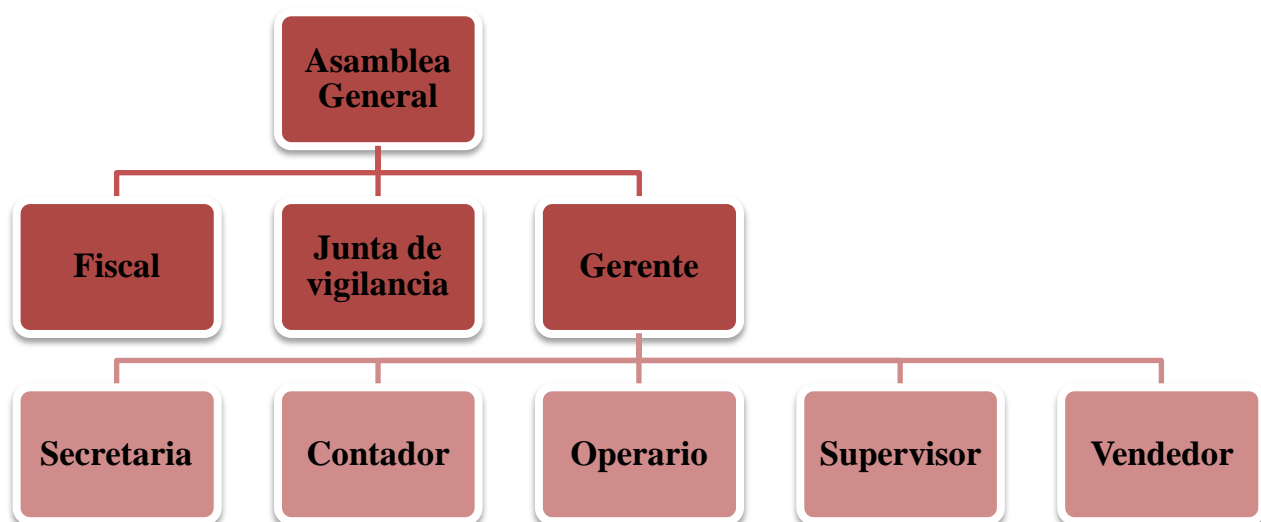 Asamblea
General
Fiscal
Junta de
vigilancia
Gerente
Secretaria
Contador
Operario
Supervisor
Vendedor